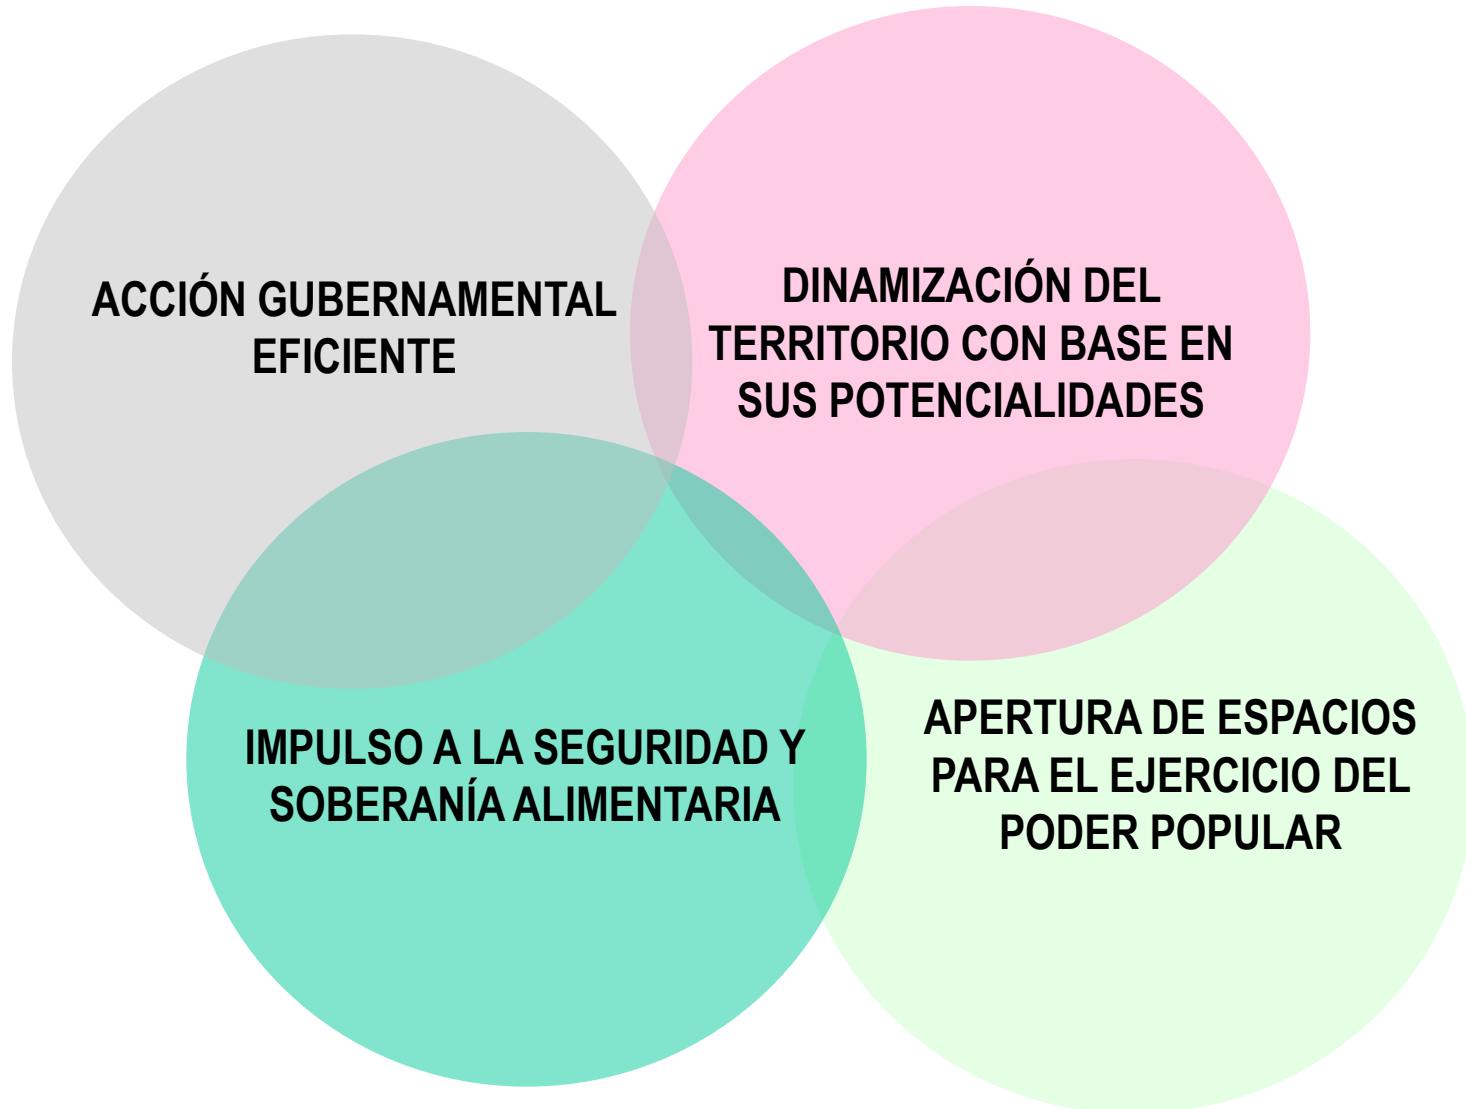 ACCIÓN GUBERNAMENTAL
EFICIENTE
DINAMIZACIÓN DEL
TERRITORIO CON BASE EN
SUS POTENCIALIDADES
IMPULSO A LA SEGURIDAD Y
SOBERANÍA ALIMENTARIA
APERTURA DE ESPACIOS
PARA EL EJERCICIO DEL
PODER POPULAR